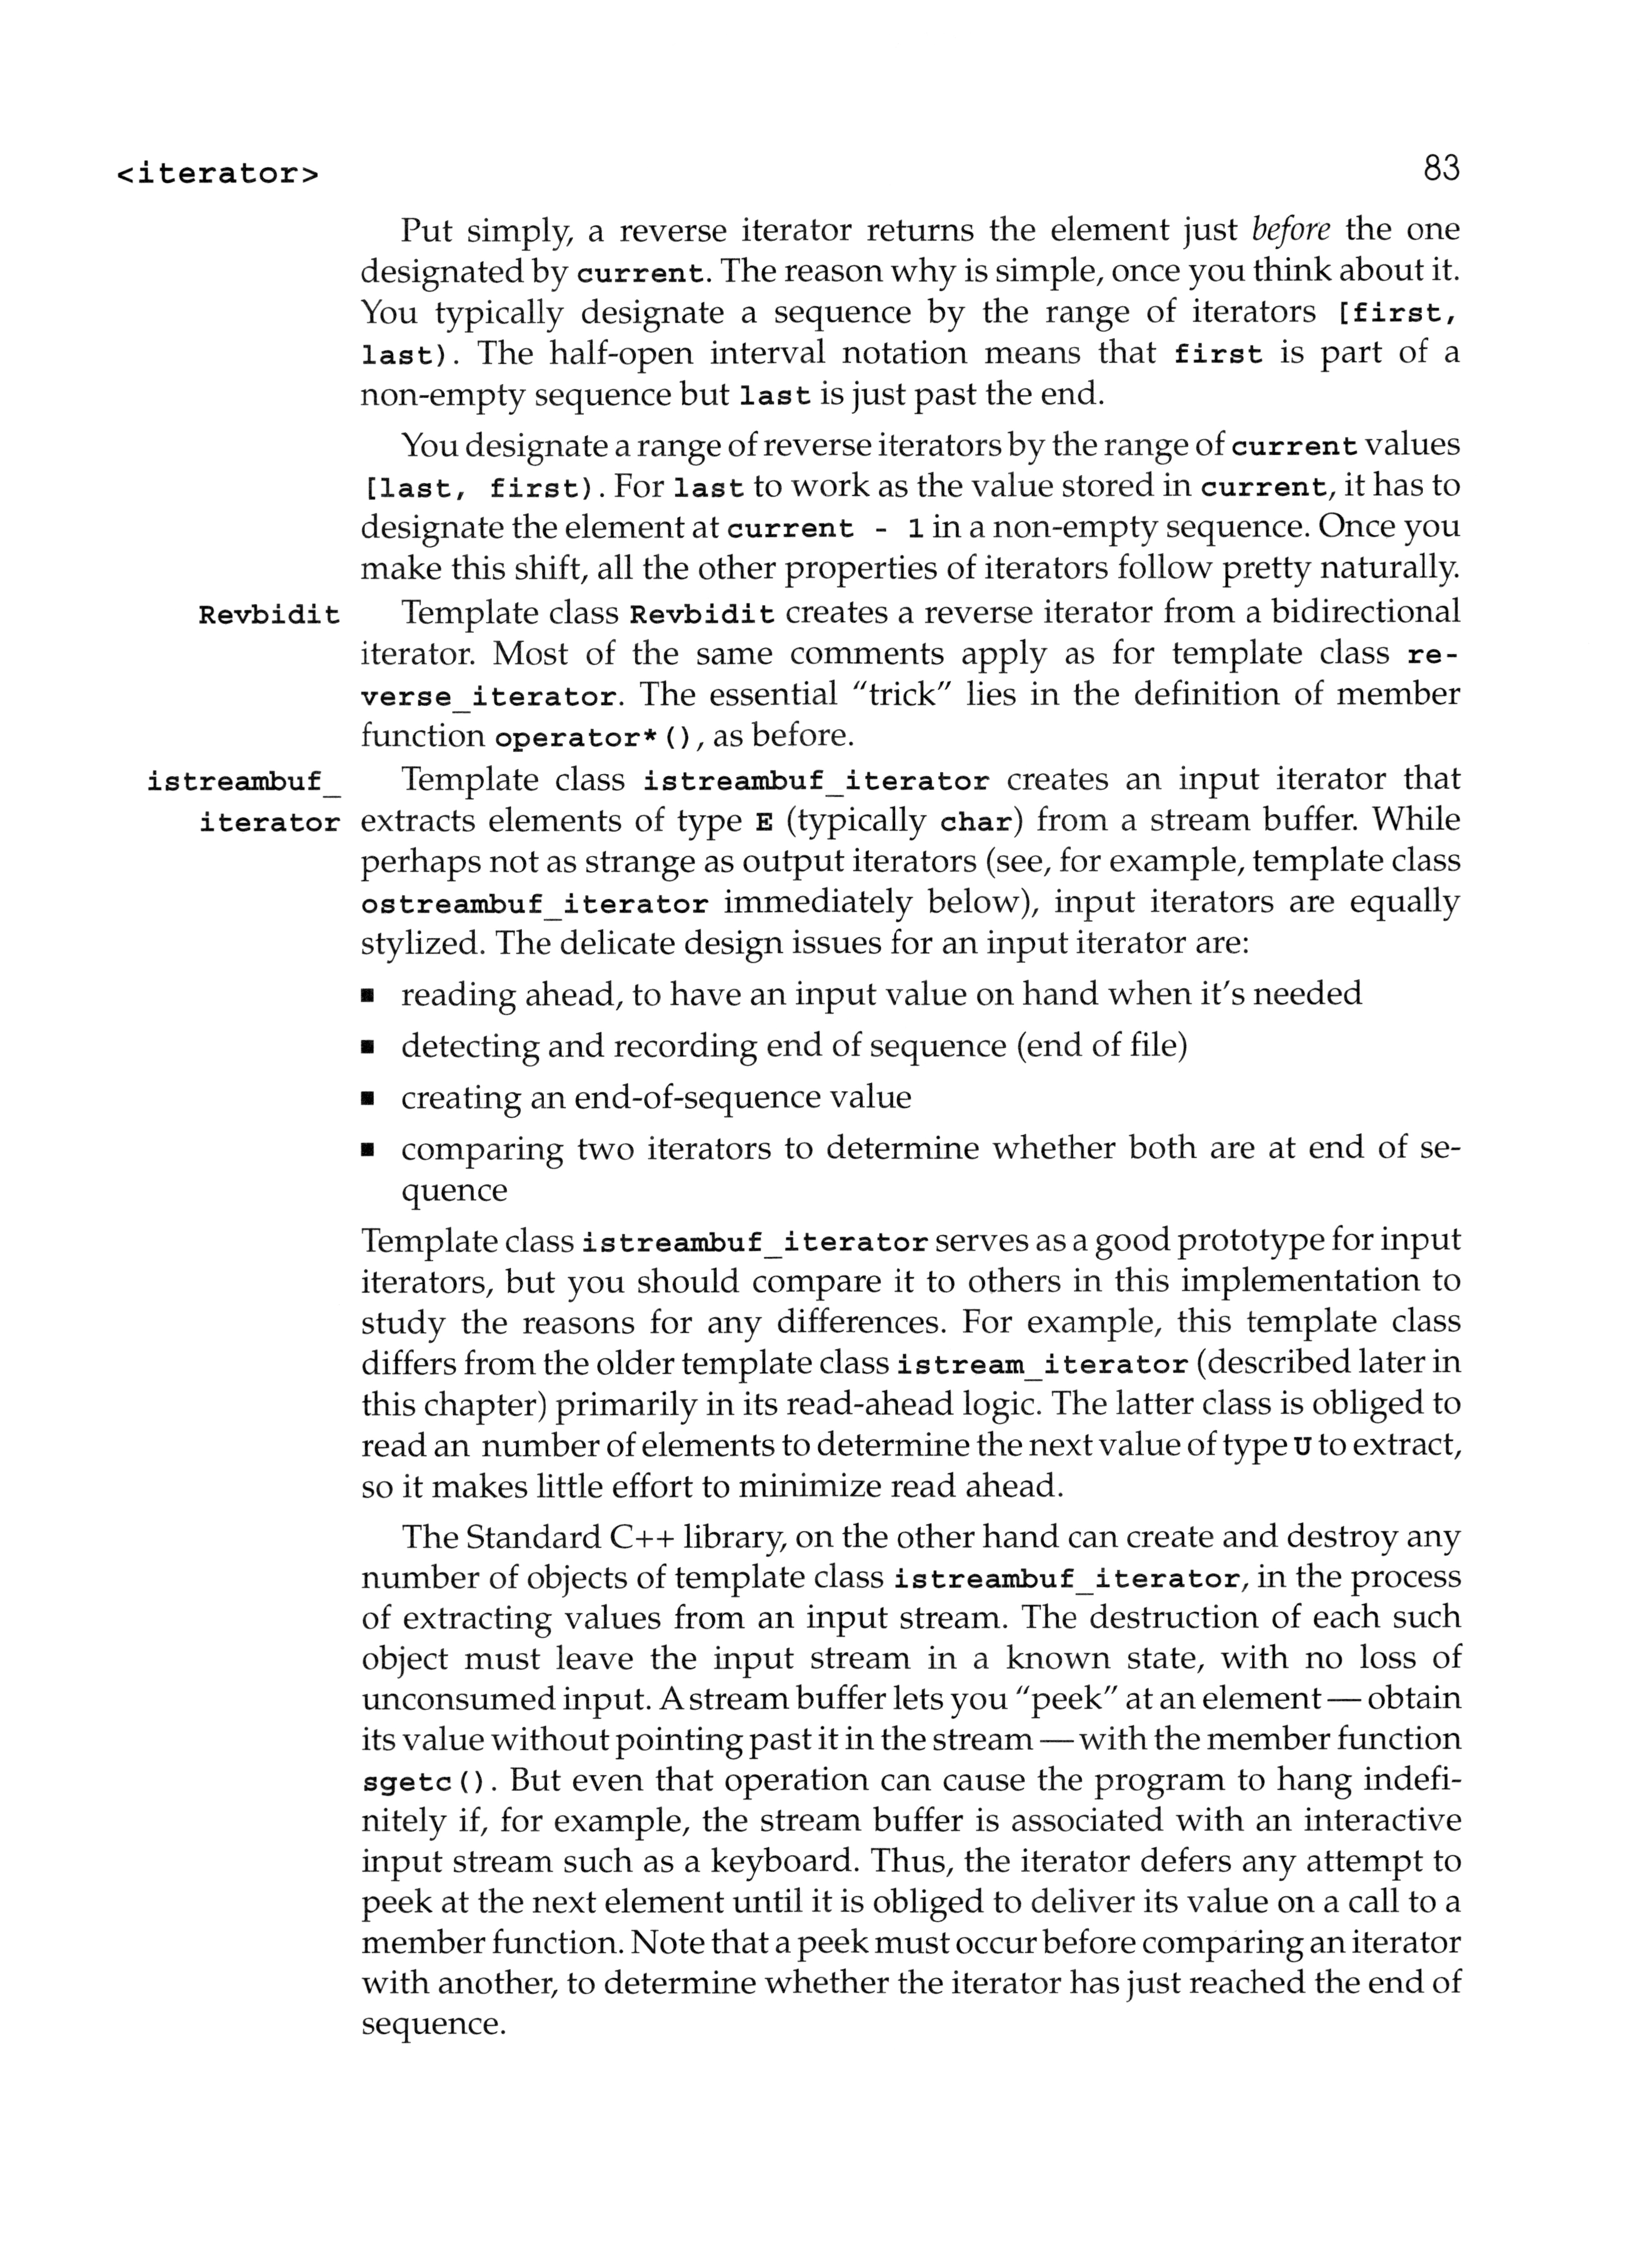 <iterator>
83
Put simply, a reverse iterator returns the element just before the one
designated by current. The reason why is simple, once you think about it.
You typically designate a sequence by the range of iterators [first,
last). The half-open interval notation means that first is part of a
non-empty sequence but last is just past the end.
You designate a range of reverse iterators by the range of current values
[last, first). For last to work as the value stored in current, it has to
designate the element at current - 1 in a non-empty sequence. Once you
make this shift, all the other properties of iterators follow pretty naturally.
Revbidit Template class Revbidit creates a reverse iterator from a bidirectional
iterator. Most of the same comments apply as for template class re-
verse_iterator. The essential "trick" lies in the definition of member
function operator*(), as before.
istreambuf_ Template class istreambuf_iterator creates an input iterator that
iterator extracts elements of type E (typically char) from a stream buffer. While
perhaps not as strange as output iterators (see, for example, template class
ostreambuf_iterator immediately below), input iterators are equally
stylized. The delicate design issues for an input iterator are:
■ reading ahead, to have an input value on hand when it's needed
■ detecting and recording end of sequence (end of file)
■ creating an end-of-sequence value
■ comparing two iterators to determine whether both are at end of se-
quence
Template class istreambuf_iterator serves as a good prototype for input
iterators, but you should compare it to others in this implementation to
study the reasons for any differences. For example, this template class
differs from the older template class istream_iterator (described later in
this chapter) primarily in its read-ahead logic. The latter class is obliged to
read an number of elements to determine the next value of type U to extract,
so it makes little effort to minimize read ahead.
The Standard C++ library, on the other hand can create and destroy any
number of objects of template class istreambuf_iterator, in the process
of extracting values from an input stream. The destruction of each such
object must leave the input stream in a known state, with no loss of
unconsumed input. A stream buffer lets you "peek" at an element — obtain
its value without pointing past it in the stream — with the member function
sgetc(). But even that operation can cause the program to hang indefi-
nitely if, for example, the stream buffer is associated with an interactive
input stream such as a keyboard. Thus, the iterator defers any attempt to
peek at the next element until it is obliged to deliver its value on a call to a
member function. Note that a peek must occur before comparing an iterator
with another, to determine whether the iterator has just reached the end of
sequence.